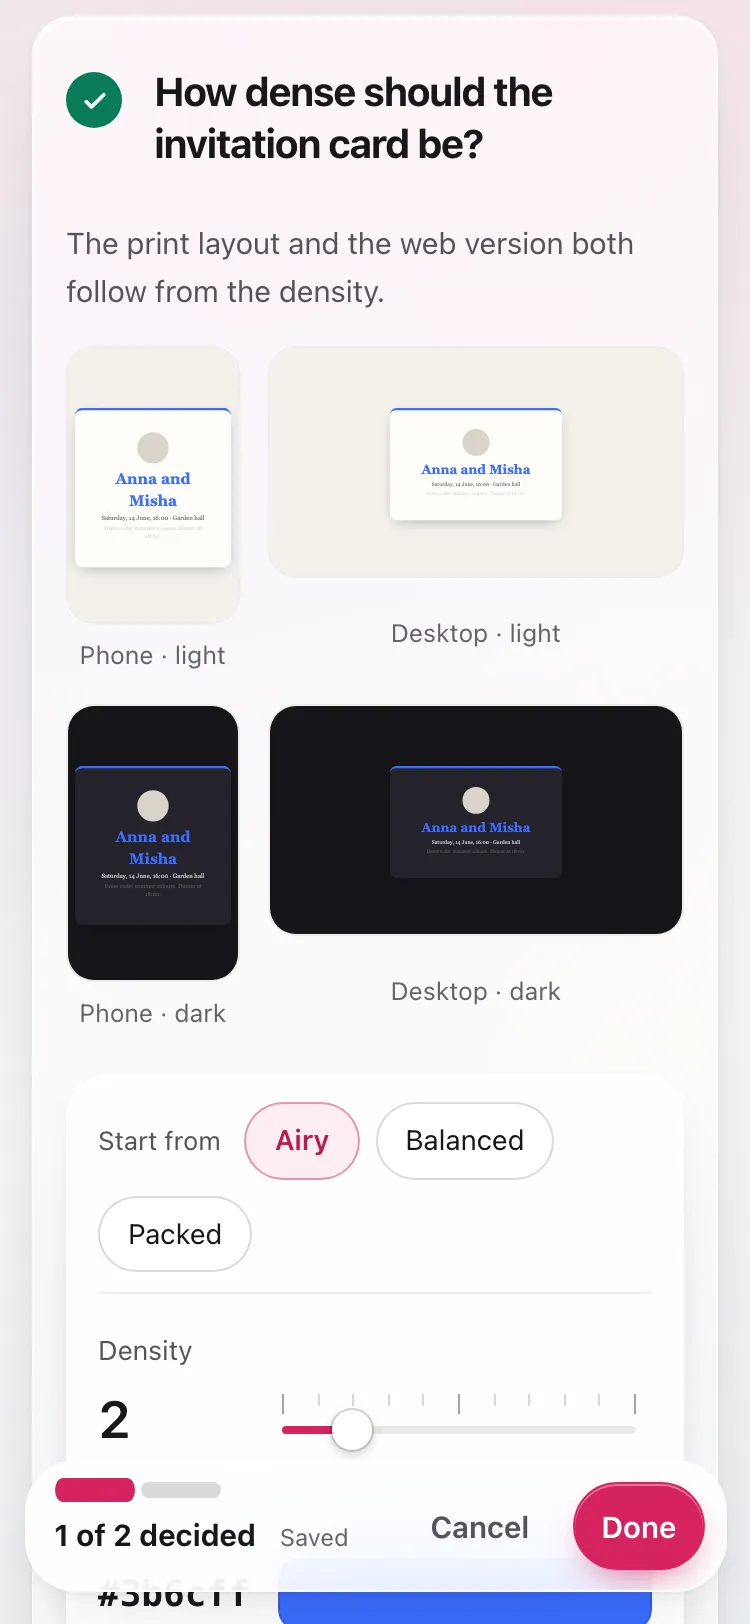 How dense should the
invitation card be?
The print layout and the web version both
follow from the density.
Anna and
Misha
Saturday, 14 June, 16:00 · Garden hall
Anna and Misha
Saturday, 14 June, 16:00 · Garden hall
Phone · light
Desktop · light
Anna and
Misha
Saturday, 14 June, 16:00 · Garden hall
Anna and Misha
Saturday, 14 June, 16:00 · Garden hall
Phone · dark
Desktop · dark
Start from
Airy
Balanced
Packed
Density
2
1 of 2 decided
Saved
Cancel
Done
#3b6cff